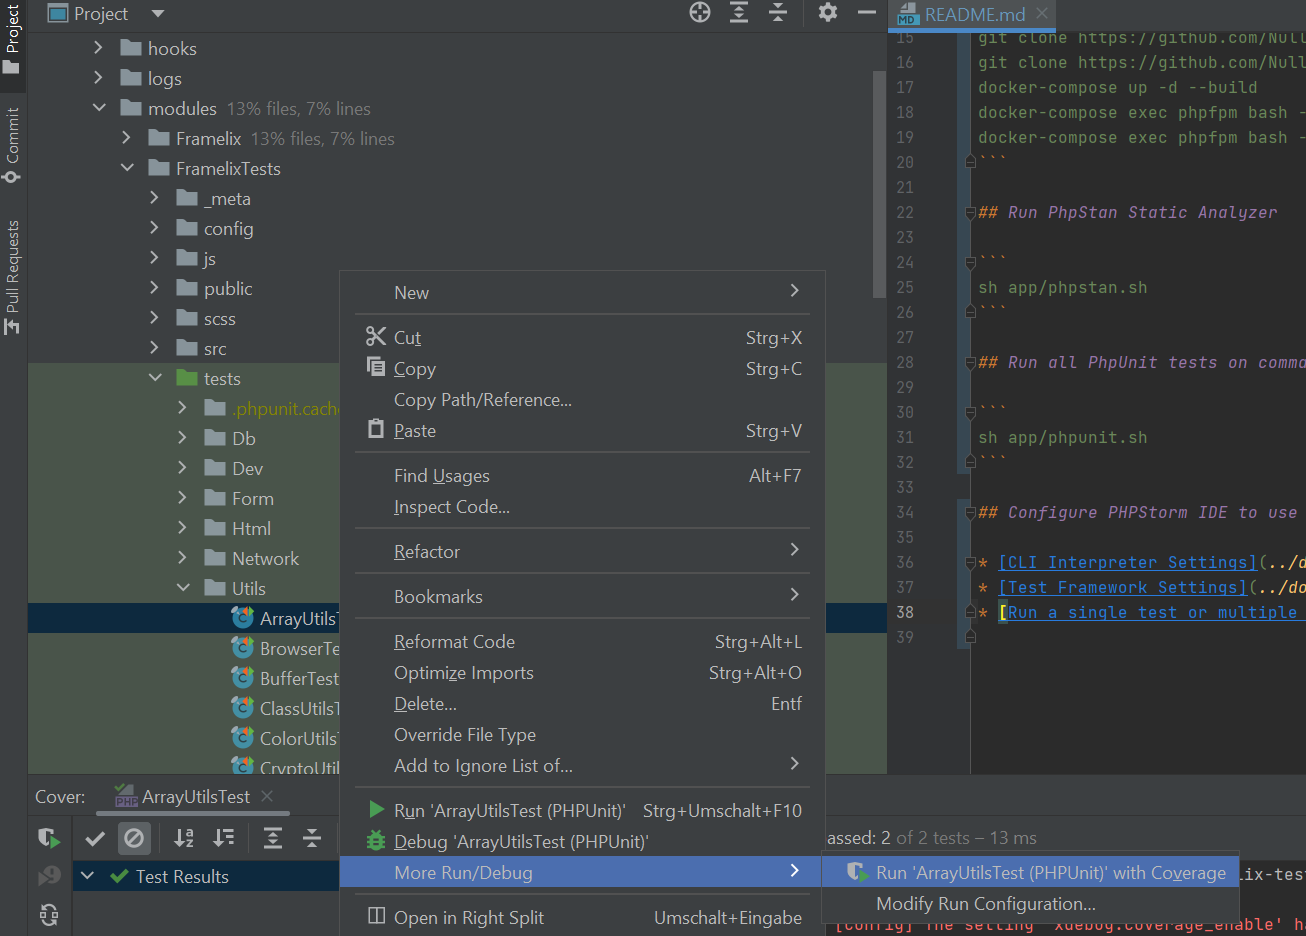 Project
Project
Commit
Pull Requests
hooks
logs
modules 13% files, 7% lines
Framelix 13% files, 7% lines
FramelixTests
_meta
config
js
public
scss
src
tests
.phpunit.cache
Db
Dev
Form
Html
Network
Utils
ArrayUtilsT
BrowserTe
BufferTest
ClassUtilsT
ColorUtils
CryptoUtil
New
Cut Strg+X
Copy Strg+C
Copy Path/Reference...
Paste Strg+V
Find Usages Alt+F7
Inspect Code...
Refactor
Bookmarks
Reformat Code Strg+Alt+L
Optimize Imports Strg+Alt+O
Delete... Entf
Override File Type
Add to Ignore List of...
Run 'ArrayUtilsTest (PHPUnit)' Strg+Umschalt+F10
Debug 'ArrayUtilsTest (PHPUnit)'
More Run/Debug
Open in Right Split Umschalt+Eingabe
Run 'ArrayUtilsTest (PHPUnit)' with Coverage
Modify Run Configuration...
MD README.md
15 git clone https://github.com/Null
16 git clone https://github.com/Null
17 docker-compose up -d --build
18 docker-compose exec phpfpm bash -
19 docker-compose exec phpfpm bash -
20 ```
21
22 ## Run PhpStan Static Analyzer
23
24 ```
25 sh app/phpstan.sh
26 ```
27
28 ## Run all PhpUnit tests on comma
29
30 ```
31 sh app/phpunit.sh
32 ```
33
34 ## Configure PHPStorm IDE to use
35
36 * [CLI Interpreter Settings](../d
37 * [Test Framework Settings](../do
38 * [Run a single test or multiple
39
Cover: PHP ArrayUtilsTest
Test Results
assed: 2 of 2 tests – 13 ms
lix-test
[config] The setting 'xdebug.coverage_enable' h